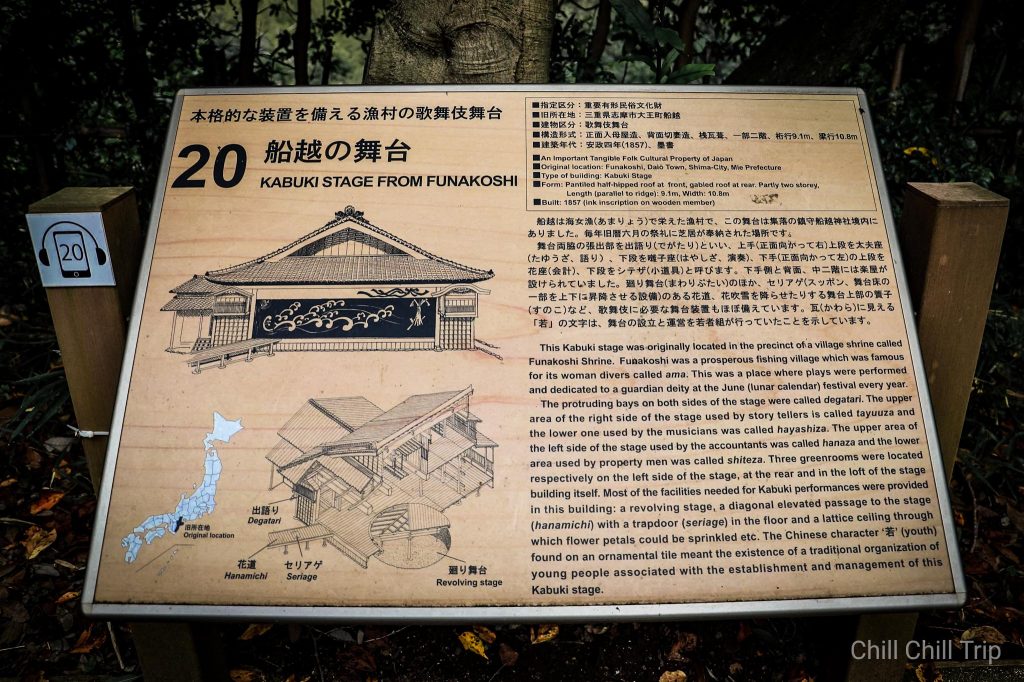 本格的な装置を備える漁村の歌舞伎舞台
20 船越の舞台
KABUKI STAGE FROM FUNAKOSHI
■指定区分：重要有形民俗文化財
■旧所在地：三重県志摩市大王町船越
■建物区分：歌舞伎舞台
■構造形式：正面入母屋造、背面切妻造、桟瓦葺、一部二階、桁行9.1m、梁行10.8m
■建築年代：安政四年(1857)、墨書
■An Important Tangible Folk Cultural Property of Japan
■Original location: Funakoshi, Daiō Town, Shima-City, Mie Prefecture
■Type of building: Kabuki Stage
■Form: Pantiled half-hipped roof at front, gabled roof at rear. Partly two storey,
Length (parallel to ridge): 9.1m, Width: 10.8m
■Built: 1857 (ink inscription on wooden member)
船越は海女漁(あまりょう)で栄えた漁村で、この舞台は集落の鎮守船越神社境内に
ありました。毎年旧暦六月の祭礼に芝居が奉納された場所です。
舞台両脇の張出部を出語り(でがたり)といい、上手(正面向かって右)上段を太夫座
(たゆうざ、語り)、下段を囃子座(はやしざ、演奏)、下手(正面向かって左)の上段を
花座(会計)、下段をシテザ(小道具)と呼びます。下手側と背面、中二階には楽屋が
設けられていました。廻り舞台(まわりぶたい)のほか、セリアゲ(スッポン、舞台床の
一部を上下に昇降させる設備)のある花道、花吹雪を降らせたりする舞台上部の簀子
(すのこ)など、歌舞伎に必要な舞台装置もほぼ備えています。瓦(かわら)に見える
「若」の文字は、舞台の設立と運営を若者組が行っていたことを示しています。
This Kabuki stage was originally located in the precinct of a village shrine called
Funakoshi Shrine. Funakoshi was a prosperous fishing village which was famous
for its woman divers called ama. This was a place where plays were performed
and dedicated to a guardian deity at the June (lunar calendar) festival every year.
The protruding bays on both sides of the stage were called degatari. The upper
area of the right side of the stage used by story tellers is called tayuuza and
the lower one used by the musicians was called hayashiza. The upper area of
the left side of the stage used by the accountants was called hanaza and the lower
area used by property men was called shiteza. Three greenrooms were located
respectively on the left side of the stage, at the rear and in the loft of the stage
building itself. Most of the facilities needed for Kabuki performances were provided
in this building: a revolving stage, a diagonal elevated passage to the stage
(hanamichi) with a trapdoor (seriage) in the floor and a lattice ceiling through
which flower petals could be sprinkled etc. The Chinese character '若' (youth)
found on an ornamental tile meant the existence of a traditional organization of
young people associated with the establishment and management of this
Kabuki stage.
出語り
Degatari
旧所在地
Original location
花道
Hanamichi
セリアゲ
Seriage
廻り舞台
Revolving stage
20
Chill Chill Trip